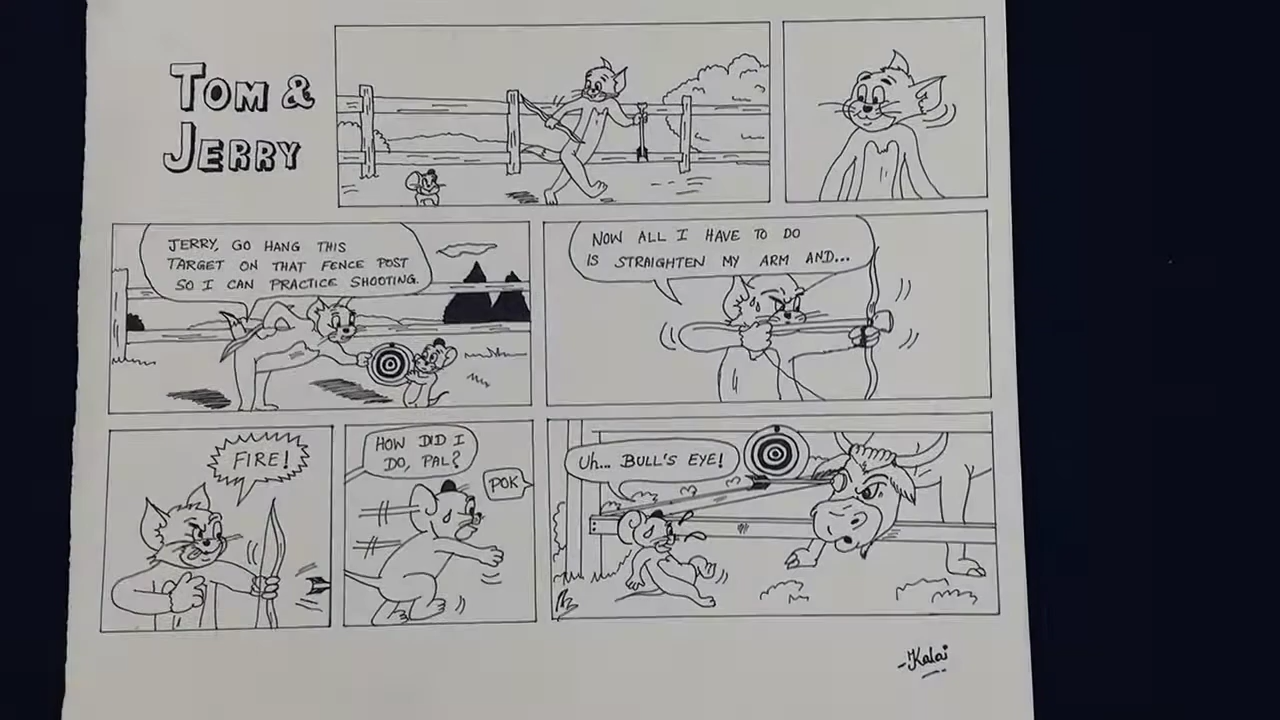 TOM &
JERRY
JERRY, GO HANG THIS
TARGET ON THAT FENCE POST
SO I CAN PRACTICE SHOOTING.
NOW ALL I HAVE TO DO
IS STRAIGHTEN MY ARM AND...
FIRE!
HOW DID I
DO, PAL?
POK
Uh... BULL'S EYE!
-Kalai